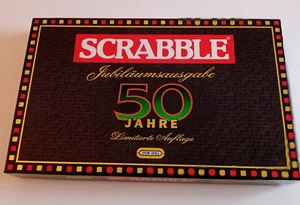 SCRABBLE
Jubiläumsausgabe
50
JAHRE
Limitierte Auflage